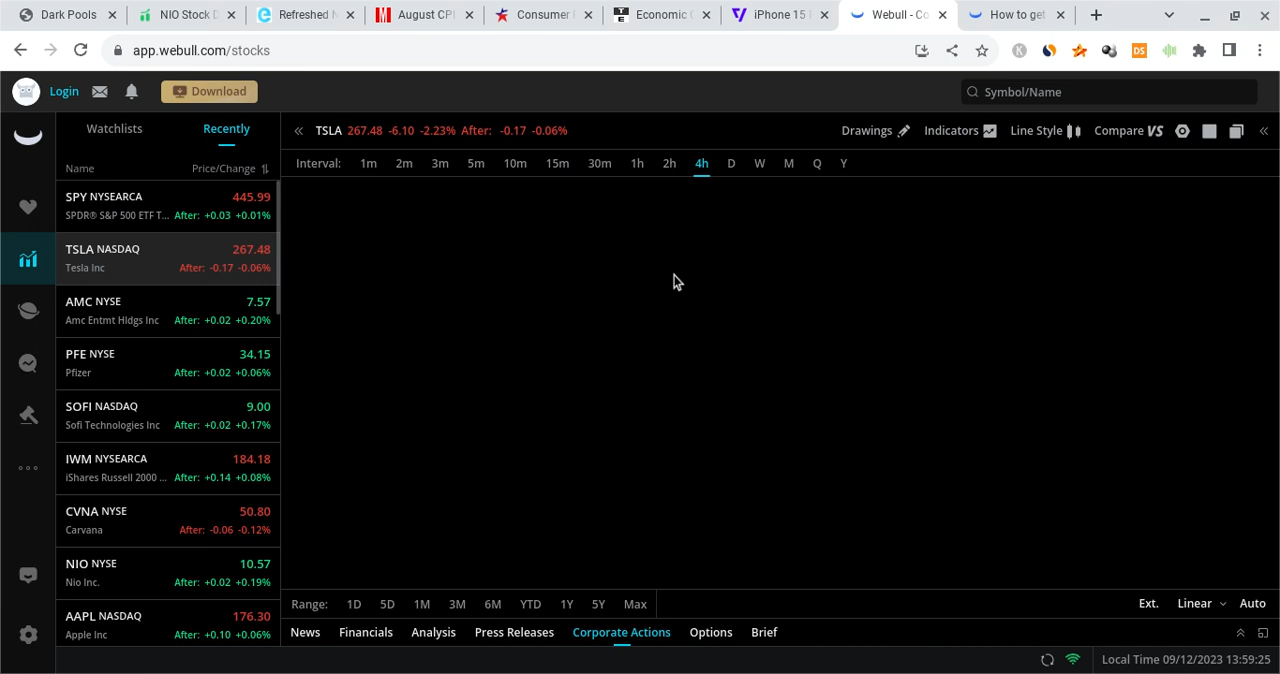 Dark Pools
NIO Stock D
Refreshed N
August CPI
Consumer
Economic
iPhone 15
Webull - Co
How to get
app.webull.com/stocks
Login
Download
Symbol/Name
Watchlists
Recently
« TSLA 267.48 -6.10 -2.23% After: -0.17 -0.06%
Drawings
Indicators
Line Style
Compare VS
Name
Price/Change
Interval: 1m 2m 3m 5m 10m 15m 30m 1h 2h 4h D W M Q Y
SPY NYSEARCA 445.99
SPDR® S&P 500 ETF T... After: +0.03 +0.01%
TSLA NASDAQ 267.48
Tesla Inc After: -0.17 -0.06%
AMC NYSE 7.57
Amc Entmt Hldgs Inc After: +0.02 +0.20%
PFE NYSE 34.15
Pfizer After: +0.02 +0.06%
SOFI NASDAQ 9.00
Sofi Technologies Inc After: +0.02 +0.17%
IWM NYSEARCA 184.18
iShares Russell 2000 ... After: +0.14 +0.08%
CVNA NYSE 50.80
Carvana After: -0.06 -0.12%
NIO NYSE 10.57
Nio Inc. After: +0.02 +0.19%
AAPL NASDAQ 176.30
Apple Inc After: +0.10 +0.06%
Range: 1D 5D 1M 3M 6M YTD 1Y 5Y Max
Ext. Linear Auto
News Financials Analysis Press Releases Corporate Actions Options Brief
Local Time 09/12/2023 13:59:25